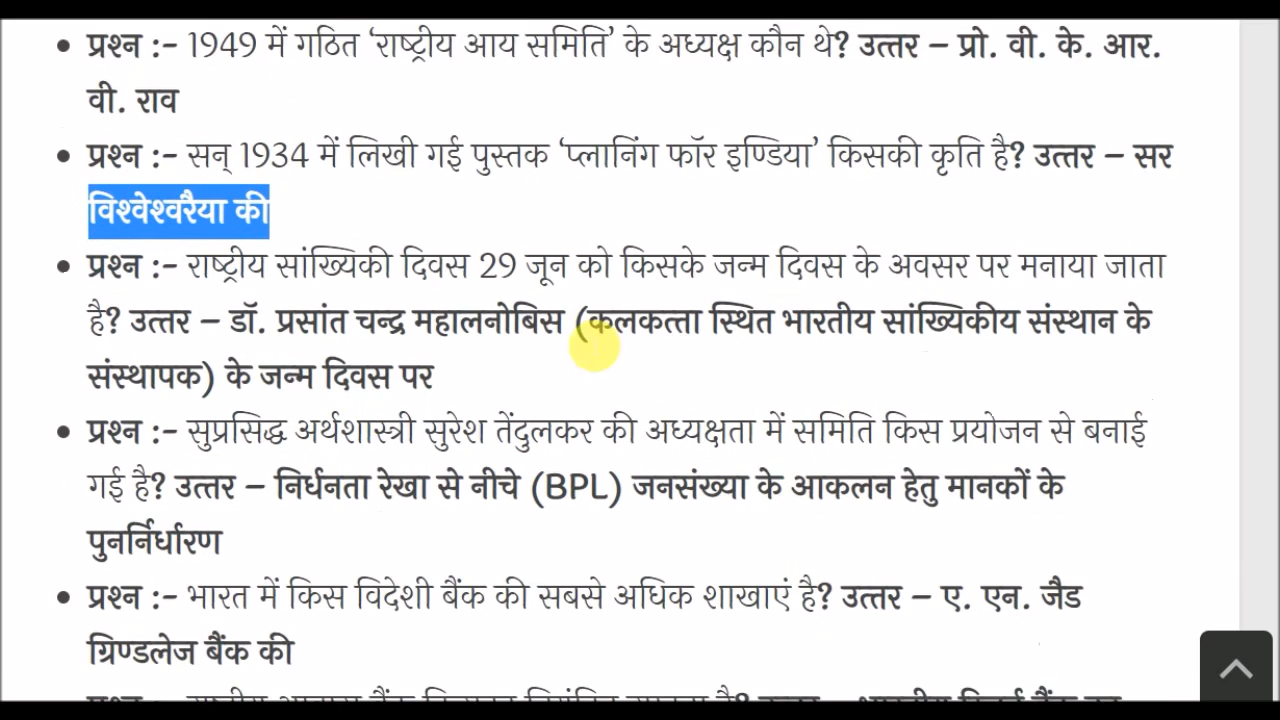 प्रश्न :- 1949 में गठित ‘राष्ट्रीय आय समिति’ के अध्यक्ष कौन थे? उत्तर – प्रो. वी. के. आर.
वी. राव
प्रश्न :- सन् 1934 में लिखी गई पुस्तक ‘प्लानिंग फॉर इण्डिया’ किसकी कृति है? उत्तर – सर
विश्वेश्वरैया की
प्रश्न :- राष्ट्रीय सांख्यिकी दिवस 29 जून को किसके जन्म दिवस के अवसर पर मनाया जाता
है? उत्तर – डॉ. प्रसांत चन्द्र महालनोबिस (कलकत्ता स्थित भारतीय सांख्यिकीय संस्थान के
संस्थापक) के जन्म दिवस पर
प्रश्न :- सुप्रसिद्ध अर्थशास्त्री सुरेश तेंदुलकर की अध्यक्षता में समिति किस प्रयोजन से बनाई
गई है? उत्तर – निर्धनता रेखा से नीचे (BPL) जनसंख्या के आकलन हेतु मानकों के
पुनर्निर्धारण
प्रश्न :- भारत में किस विदेशी बैंक की सबसे अधिक शाखाएं है? उत्तर – ए. एन. जैड
ग्रिण्डलेज बैंक की